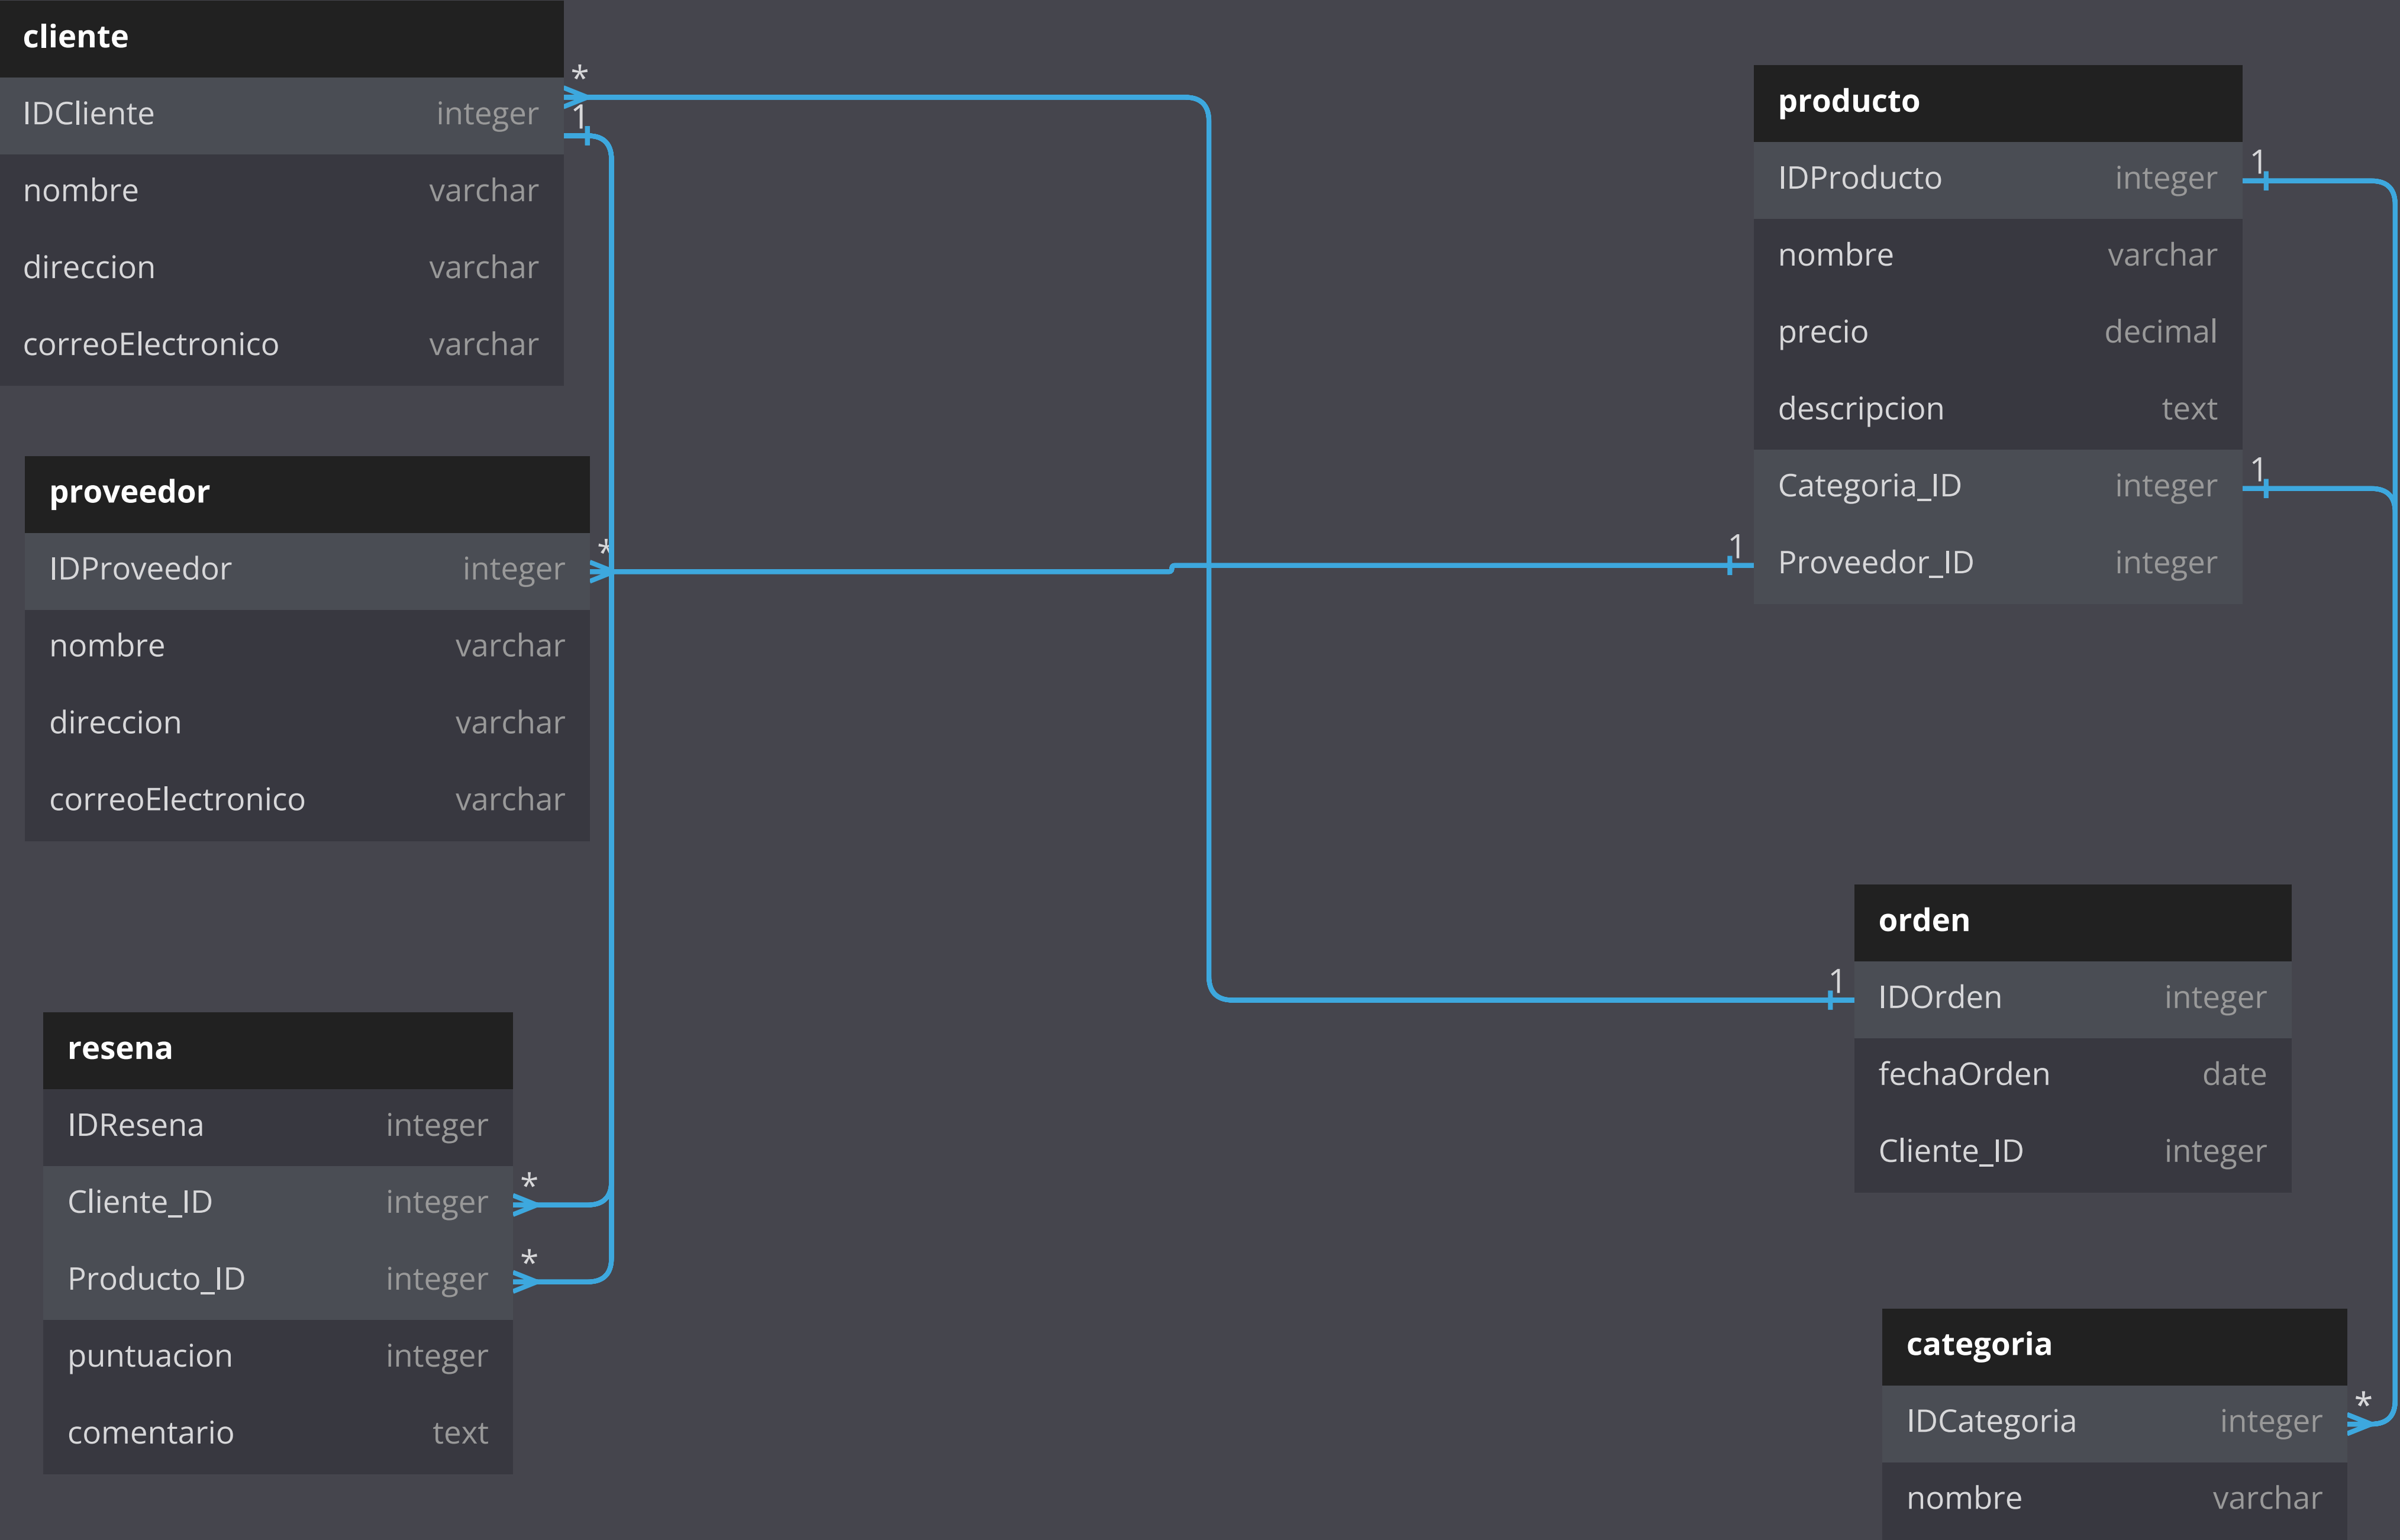 cliente
IDCliente integer
nombre varchar
direccion varchar
correoElectronico varchar
*
1
proveedor
IDProveedor integer
nombre varchar
direccion varchar
correoElectronico varchar
*
resena
IDResena integer
Cliente_ID integer
Producto_ID integer
puntuacion integer
comentario text
*
*
producto
IDProducto integer
nombre varchar
precio decimal
descripcion text
Categoria_ID integer
Proveedor_ID integer
1
1
1
orden
IDOrden integer
fechaOrden date
Cliente_ID integer
1
categoria
IDCategoria integer
nombre varchar
*